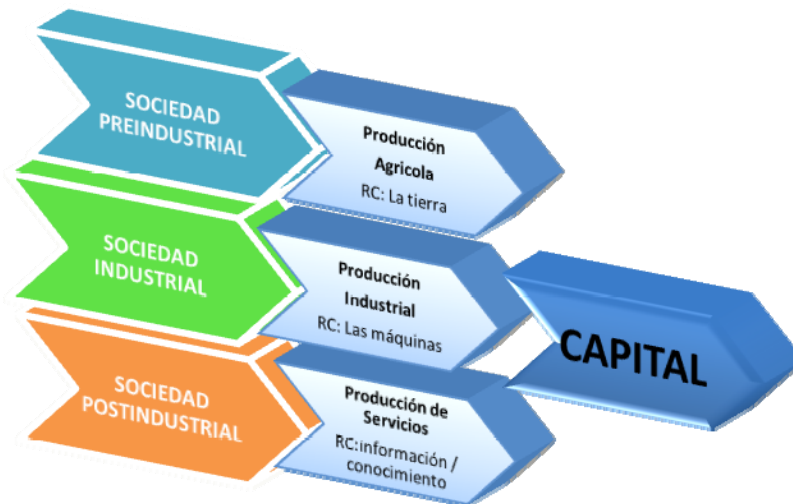 SOCIEDAD
PREINDUSTRIAL
Producción
Agricola
RC: La tierra
SOCIEDAD
INDUSTRIAL
Producción
Industrial
RC: Las máquinas
SOCIEDAD
POSTINDUSTRIAL
Producción de
Servicios
RC:información /
conocimiento
CAPITAL